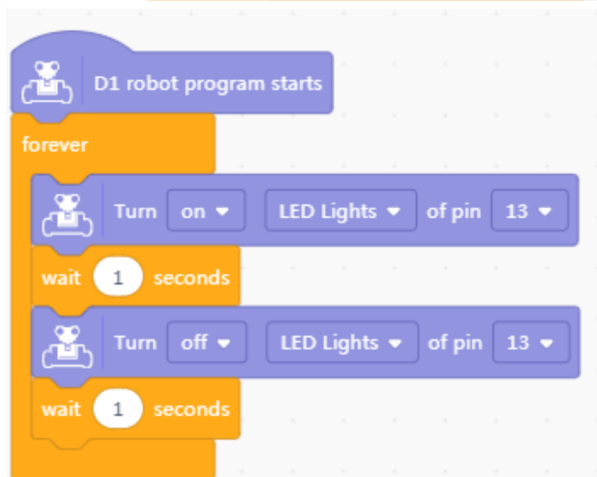 D1 robot program starts
forever
Turn on LED Lights of pin 13
wait 1 seconds
Turn off LED Lights of pin 13
wait 1 seconds